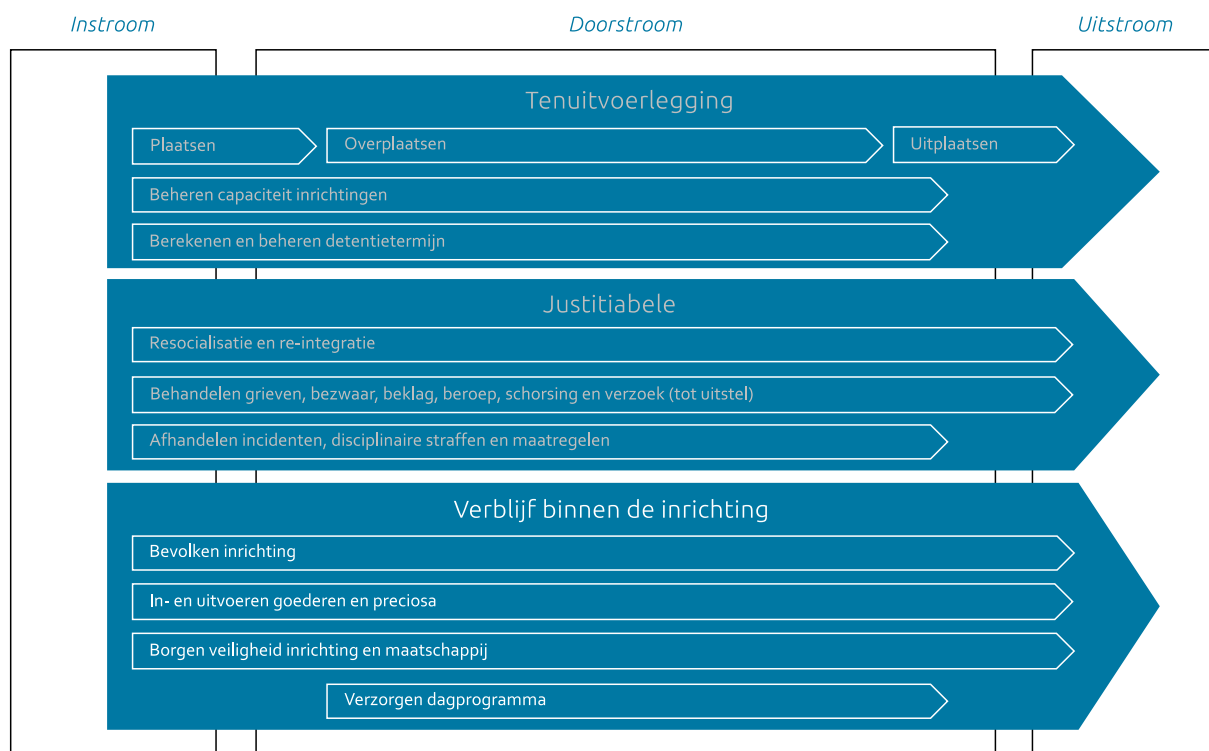 Instroom
Doorstroom
Uitstroom
Tenuitvoerlegging
Plaatsen
Overplaatsen
Uitplaatsen
Beheren capaciteit inrichtingen
Berekenen en beheren detentietermijn
Justitiabele
Resocialisatie en re-integratie
Behandelen grieven, bezwaar, beklag, beroep, schorsing en verzoek (tot uitstel)
Afhandelen incidenten, disciplinaire straffen en maatregelen
Verblijf binnen de inrichting
Bevolken inrichting
In- en uitvoeren goederen en preciosa
Borgen veiligheid inrichting en maatschappij
Verzorgen dagprogramma